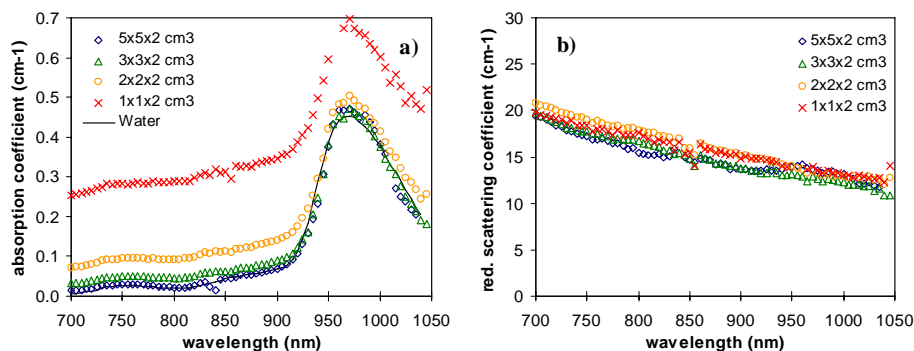 absorption coefficient (cm-1)
0.7
0.6
0.5
0.4
0.3
0.2
0.1
0.0
a)
5x5x2 cm3
3x3x2 cm3
2x2x2 cm3
1x1x2 cm3
Water
700 750 800 850 900 950 1000 1050
wavelength (nm)
red. scattering coefficient (cm-1)
30
25
20
15
10
5
0
b)
5x5x2 cm3
3x3x2 cm3
2x2x2 cm3
1x1x2 cm3
700 750 800 850 900 950 1000 1050
wavelength (nm)